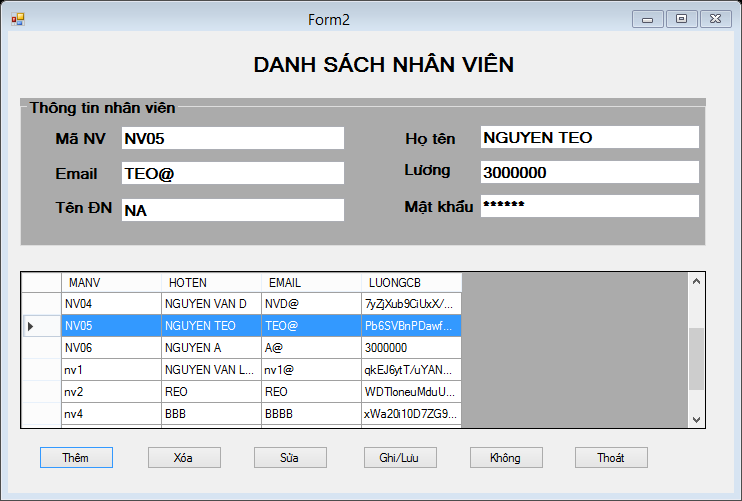 Form2
DANH SÁCH NHÂN VIÊN
Thông tin nhân viên
Mã NV NV05 Họ tên NGUYEN TEO
Email TEO@ Lương 3000000
Tên ĐN NA Mật khẩu ******
MANV HOTEN EMAIL LUONGCB
NV04 NGUYEN VAN D NVD@ 7yZjXub9CiUxX/...
NV05 NGUYEN TEO TEO@ Pb6SVBnPDawf...
NV06 NGUYEN A A@ 3000000
nv1 NGUYEN VAN L... nv1@ qkEJ6ytT/uYAN...
nv2 REO REO WDTloneuMduU...
nv4 BBB BBBB xWa20i10D7ZG9...
Thêm Xóa Sửa Ghi/Lưu Không Thoát